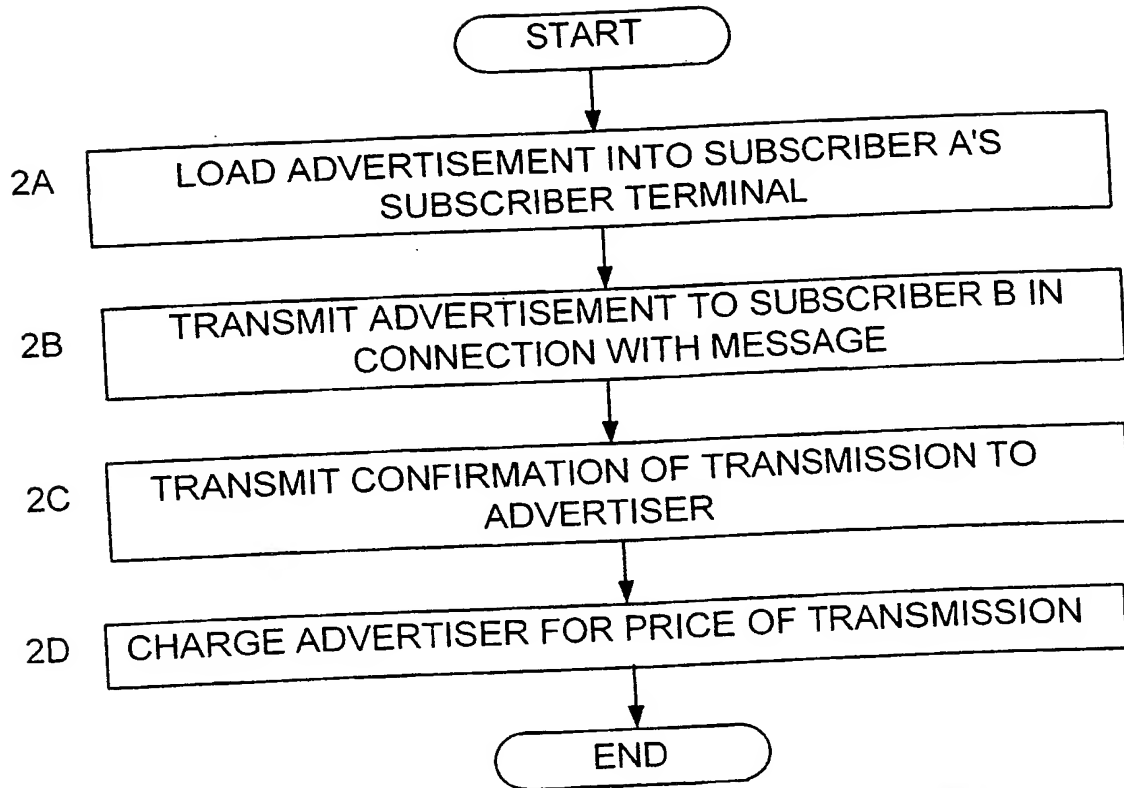 START
2A
LOAD ADVERTISEMENT INTO SUBSCRIBER A'S
SUBSCRIBER TERMINAL
2B
TRANSMIT ADVERTISEMENT TO SUBSCRIBER B IN
CONNECTION WITH MESSAGE
2C
TRANSMIT CONFIRMATION OF TRANSMISSION TO
ADVERTISER
2D
CHARGE ADVERTISER FOR PRICE OF TRANSMISSION
END